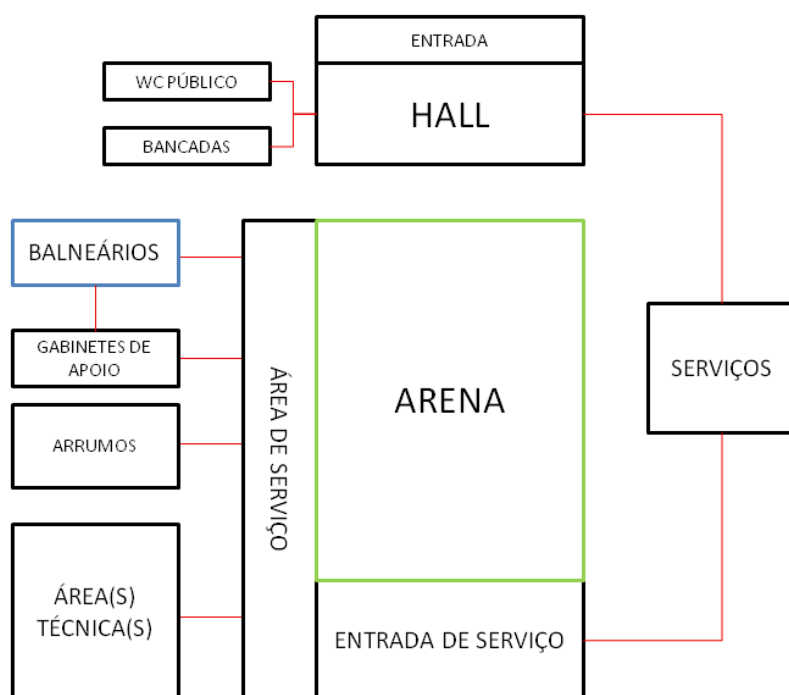 ENTRADA
WC PÚBLICO
HALL
BANCADAS
BALNEÁRIOS
GABINETES DE
APOIO
ÁREA DE SERVIÇO
ARENA
SERVIÇOS
ARRUMOS
ÁREA(S)
TÉCNICA(S)
ENTRADA DE SERVIÇO